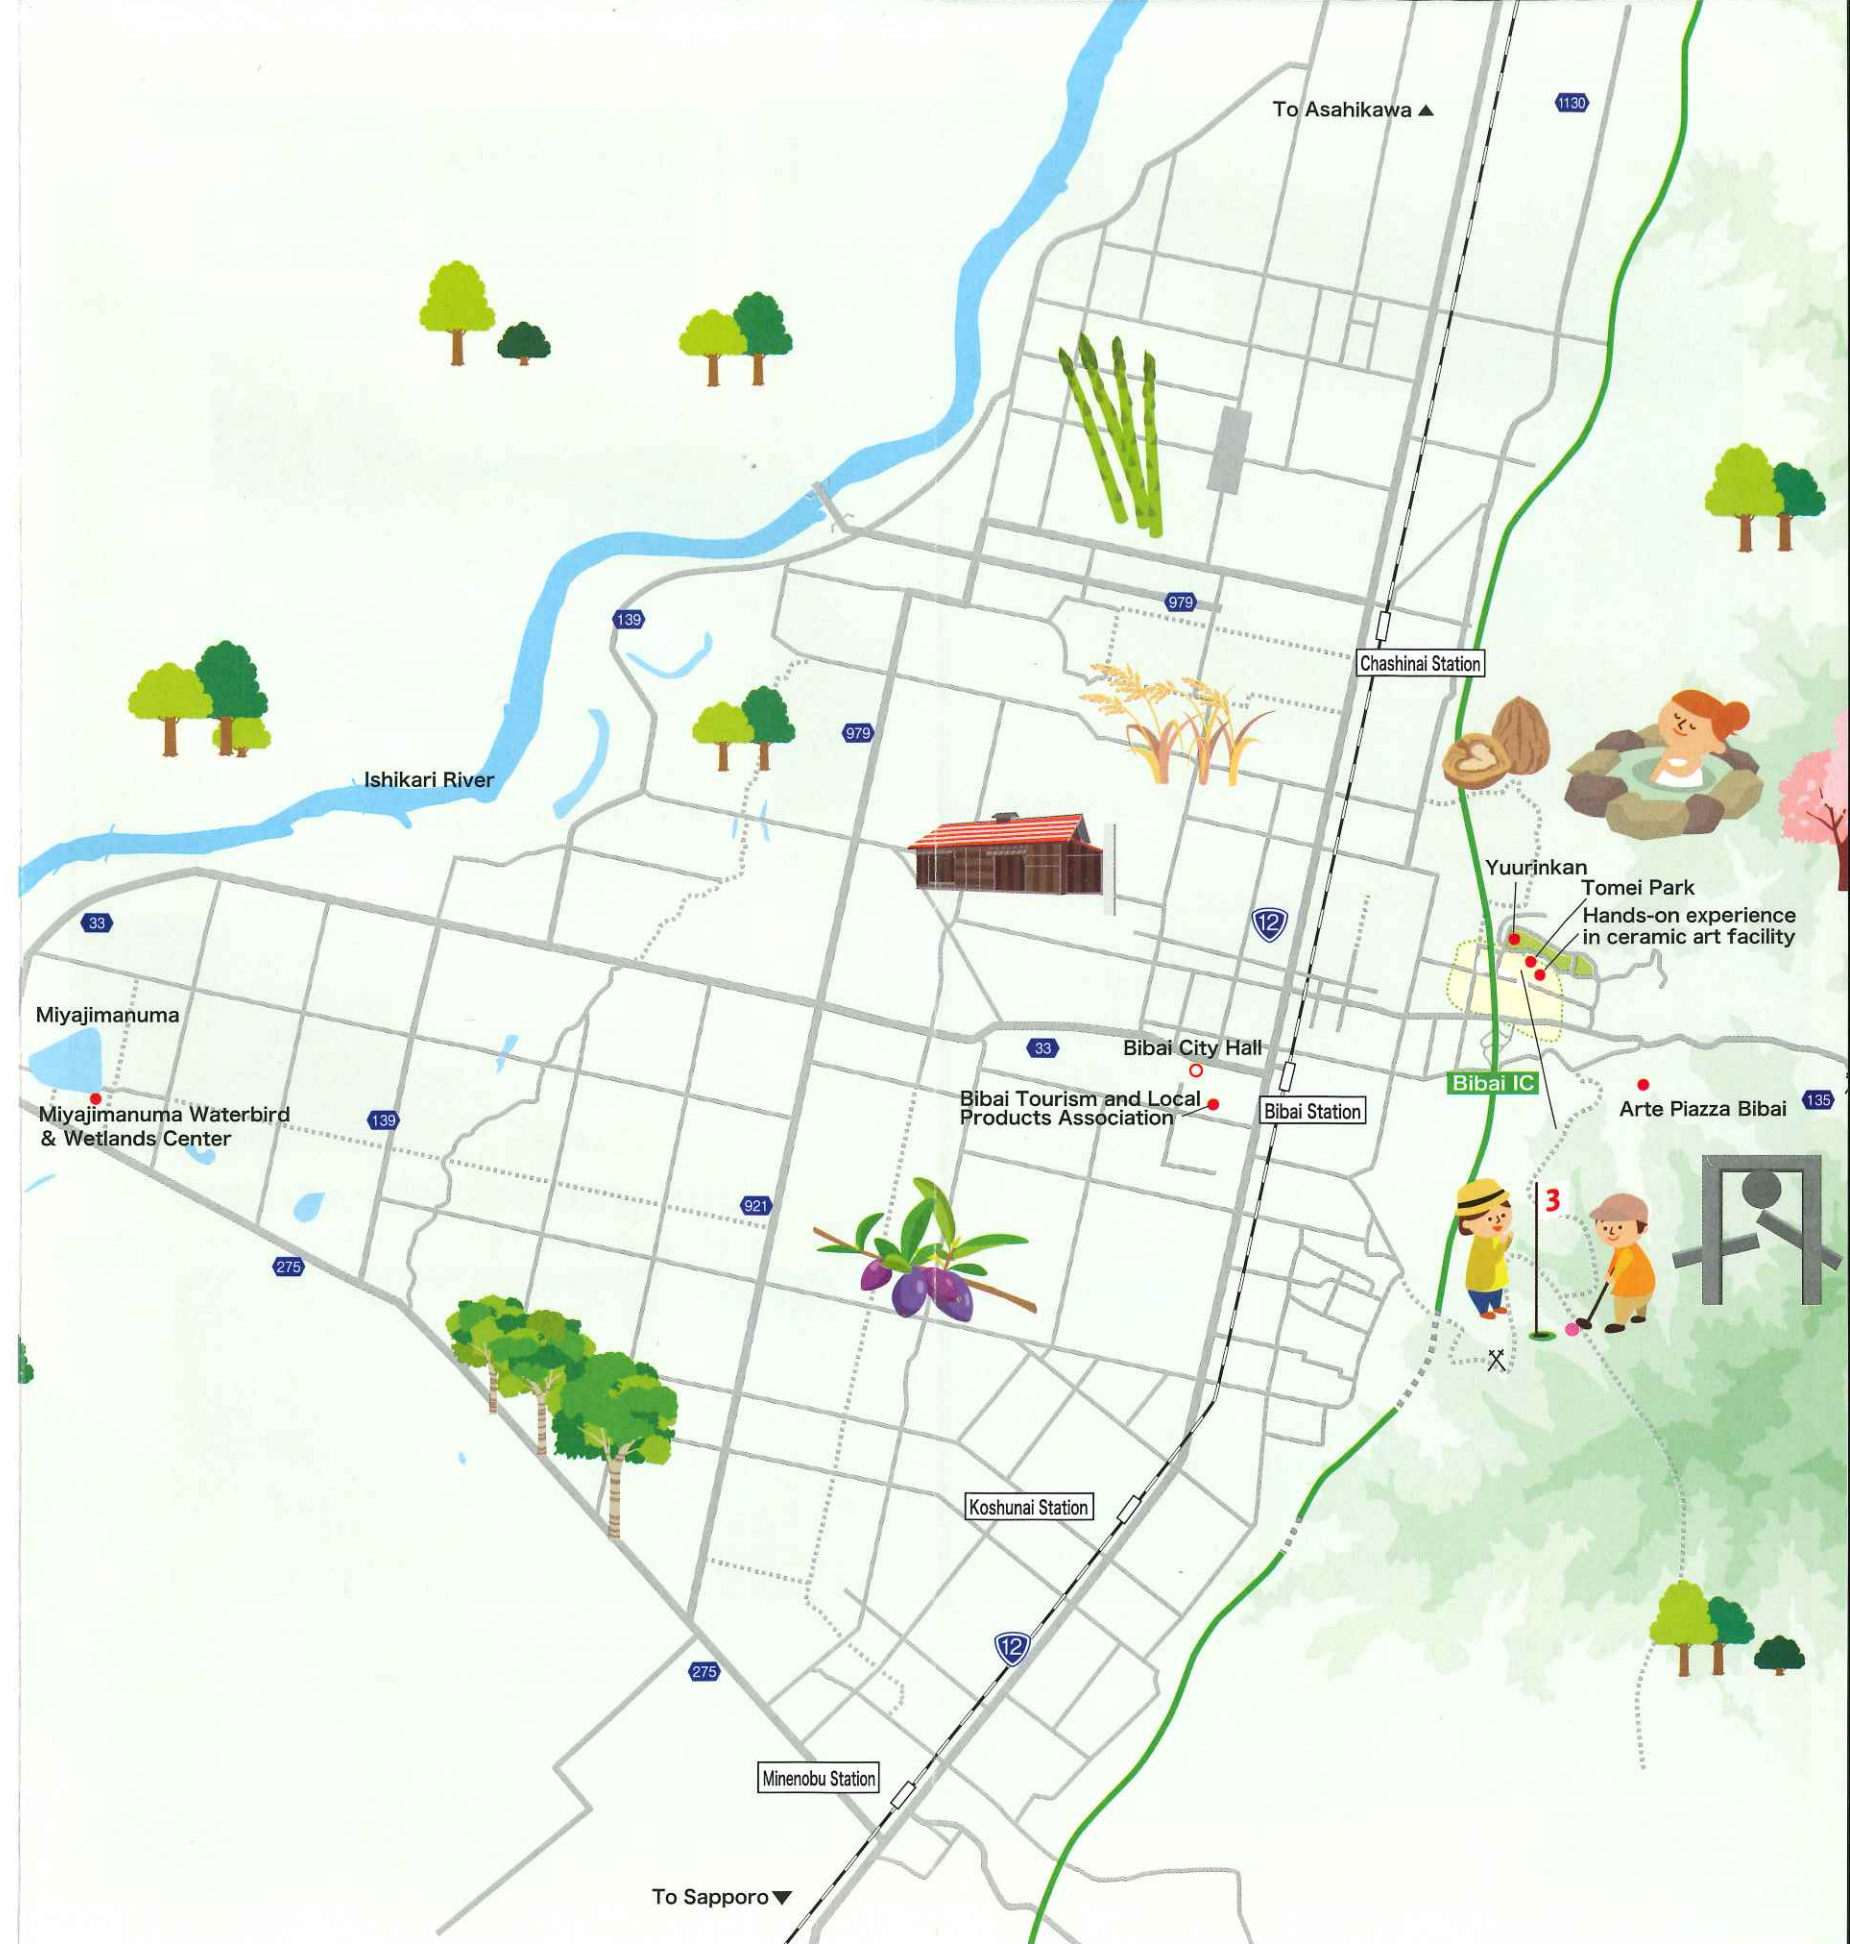 To Asahikawa ▲
1130
979
139
Chashinai Station
979
Ishikari River
Yuurinkan
Tomei Park
Hands-on experience
in ceramic art facility
12
33
Miyajimanuma
33
Bibai City Hall
Bibai IC
Bibai Tourism and Local
Products Association
Bibai Station
Arte Piazza Bibai
135
Miyajimanuma Waterbird
& Wetlands Center
139
921
3
275
Koshunai Station
12
275
Minenobu Station
To Sapporo ▼